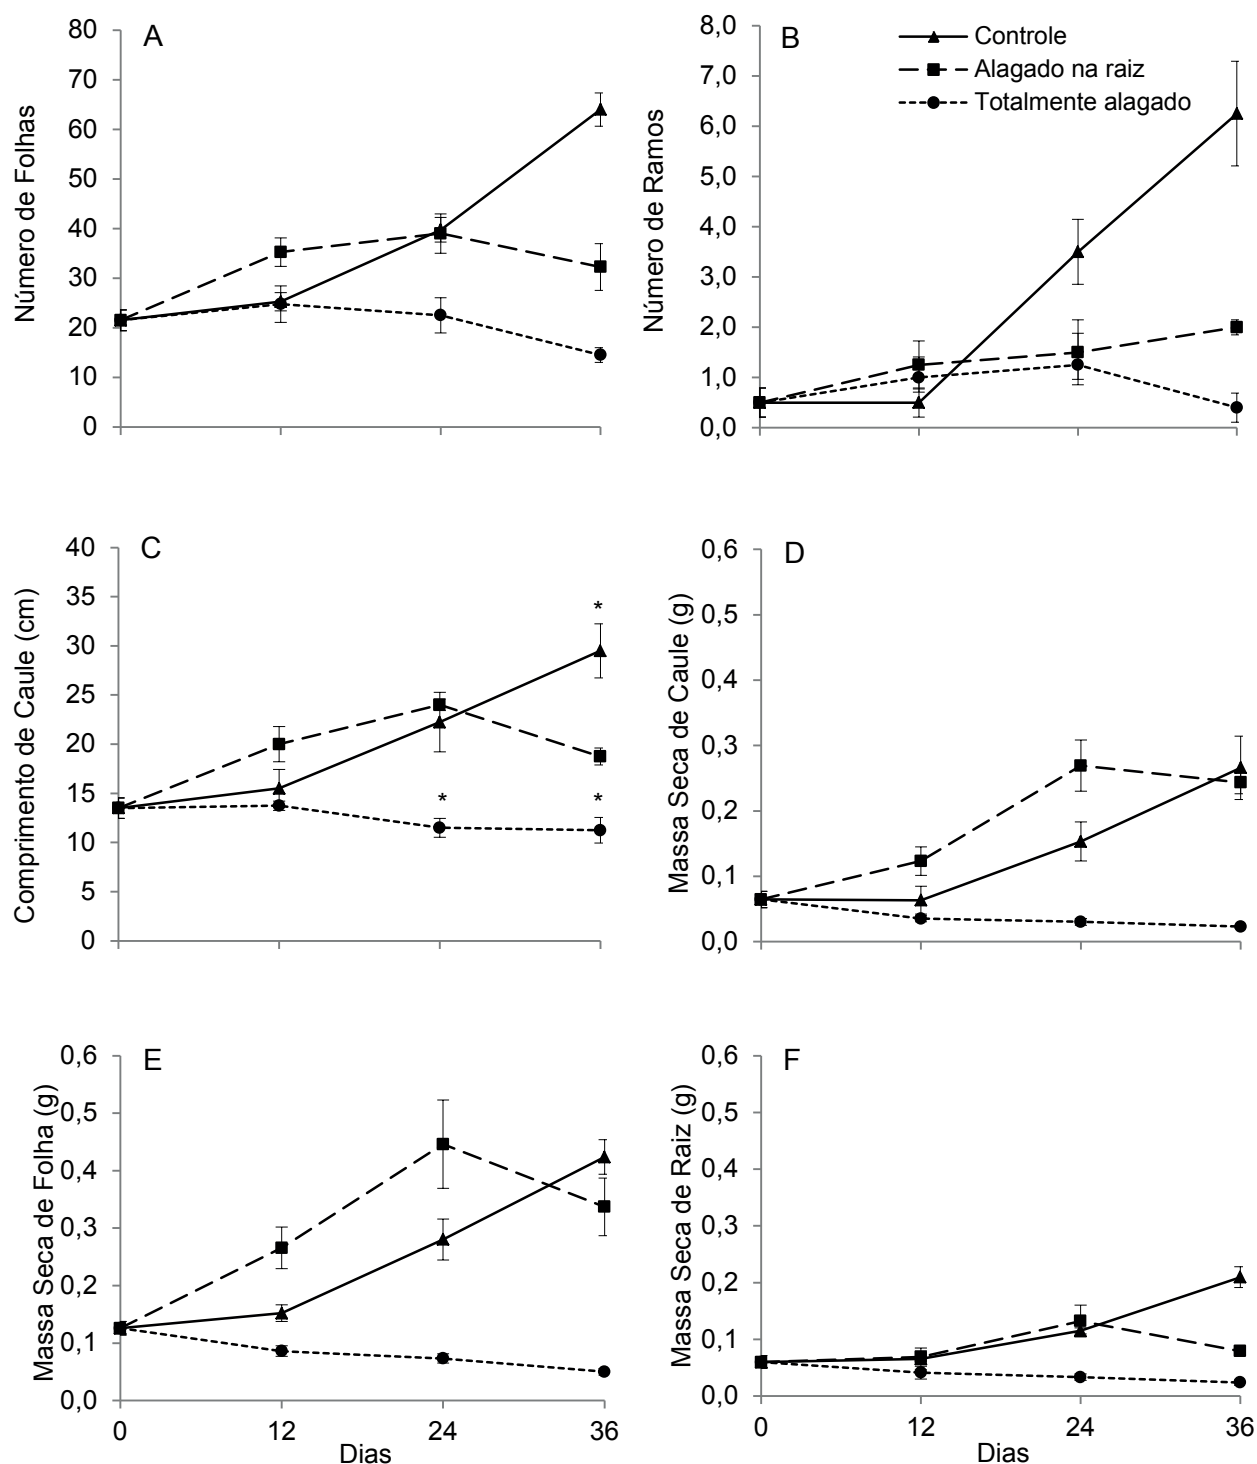 A
Número de Folhas
80
70
60
50
40
30
20
10
0
B
Controle
Alagado na raiz
Totalmente alagado
Número de Ramos
8,0
7,0
6,0
5,0
4,0
3,0
2,0
1,0
0,0
C
Comprimento de Caule (cm)
40
35
30
25
20
15
10
5
0
*
*
*
D
Massa Seca de Caule (g)
0,6
0,5
0,4
0,3
0,2
0,1
0,0
E
Massa Seca de Folha (g)
0,6
0,5
0,4
0,3
0,2
0,1
0,0
0 12 24 36
Dias
F
Massa Seca de Raiz (g)
0,6
0,5
0,4
0,3
0,2
0,1
0,0
0 12 24 36
Dias